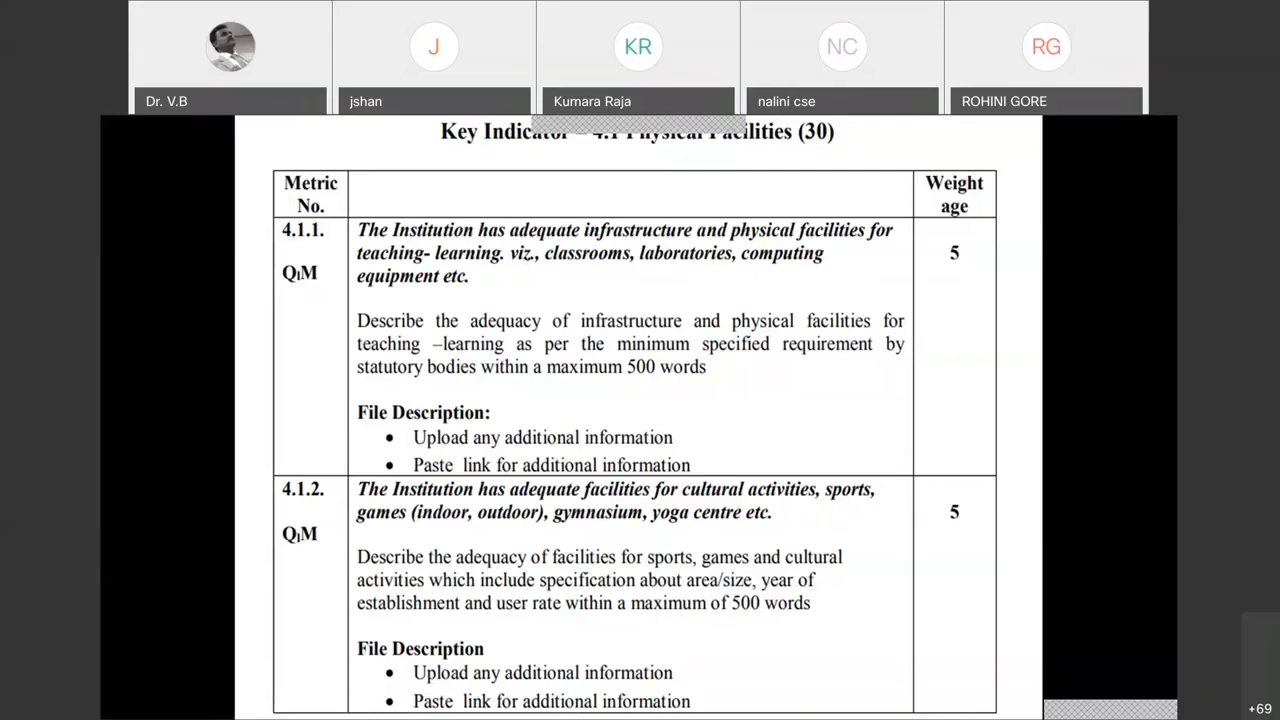 J
KR
NC
RG
Dr. V.B
jshan
Kumara Raja
nalini cse
ROHINI GORE
Key Indicator – 4.1 Physical Facilities (30)
Metric No.
Weight age
4.1.1.
QlM
The Institution has adequate infrastructure and physical facilities for
teaching- learning. viz., classrooms, laboratories, computing
equipment etc.
5
Describe the adequacy of infrastructure and physical facilities for
teaching –learning as per the minimum specified requirement by
statutory bodies within a maximum 500 words
File Description:
• Upload any additional information
• Paste link for additional information
4.1.2.
QlM
The Institution has adequate facilities for cultural activities, sports,
games (indoor, outdoor), gymnasium, yoga centre etc.
5
Describe the adequacy of facilities for sports, games and cultural
activities which include specification about area/size, year of
establishment and user rate within a maximum of 500 words
File Description
• Upload any additional information
• Paste link for additional information
+69